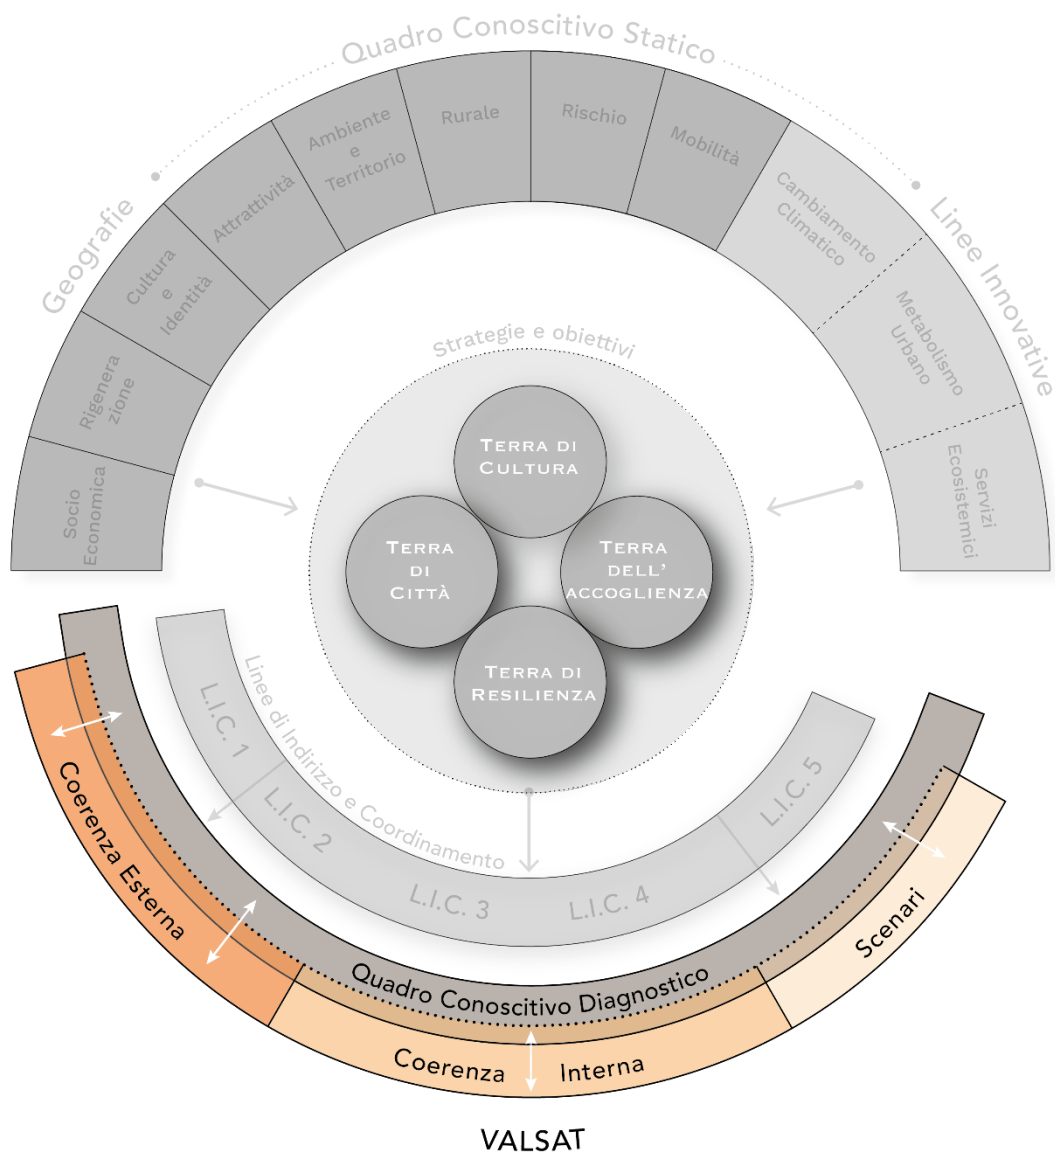 Quadro Conoscitivo Statico
Geografie
Linee Innovative
Socio
Economica
Rigenera
zione
Cultura
e
Identità
Attrattività
Ambiente
e
Territorio
Rurale
Rischio
Mobilità
Cambiamento
Climatico
Metabolismo
Urbano
Servizi
Ecosistemici
Strategie e obiettivi
TERRA DI
CULTURA
TERRA
DI
CITTÀ
TERRA
DELL'
ACCOGLIENZA
TERRA DI
RESILIENZA
Linee di Indirizzo e Coordinamento
L.I.C. 1
L.I.C. 2
L.I.C. 3
L.I.C. 4
L.I.C. 5
Quadro Conoscitivo Diagnostico
Coerenza Esterna
Coerenza Interna
Scenari
VALSAT